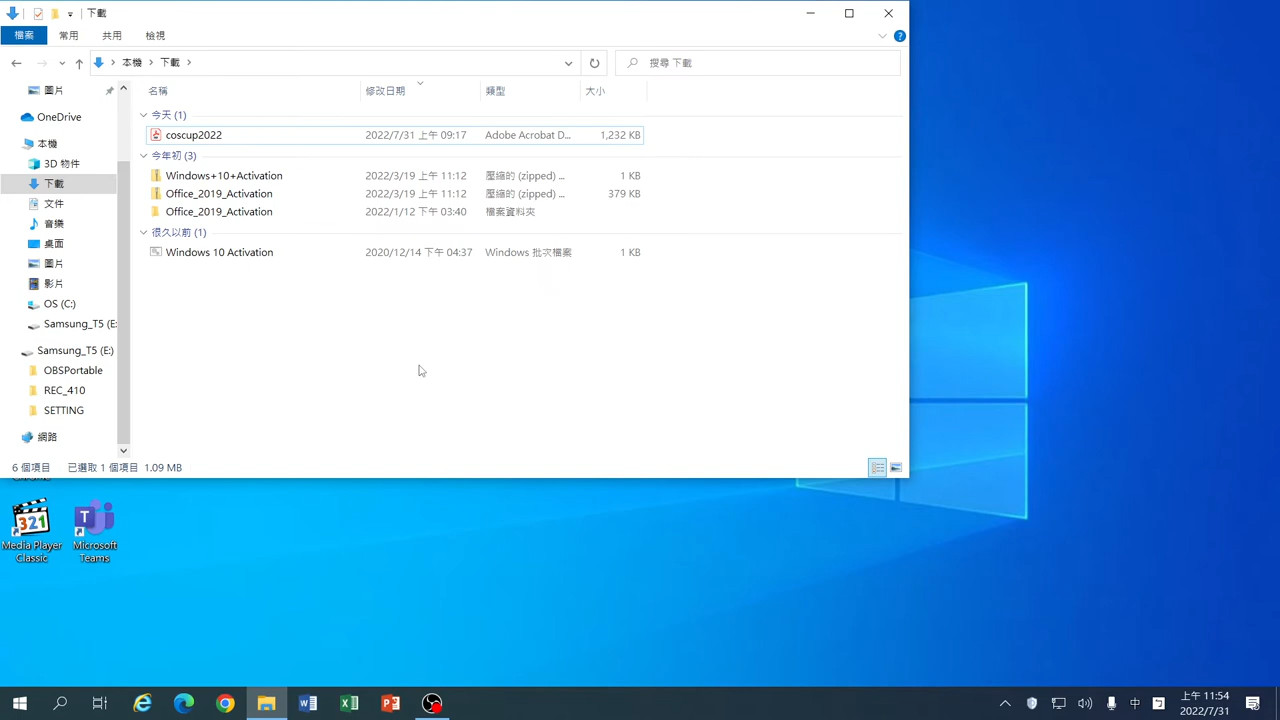 下載
檔案 常用 共用 檢視
本機 下載 搜尋 下載
名稱 修改日期 類型 大小
圖片
OneDrive
本機
3D 物件
下載
文件
音樂
桌面
圖片
影片
OS (C:)
Samsung_T5 (E:
Samsung_T5 (E:)
OBSPortable
REC_410
SETTING
網路
今天 (1)
coscup2022 2022/7/31 上午 09:17 Adobe Acrobat D... 1,232 KB
今年初 (3)
Windows+10+Activation 2022/3/19 上午 11:12 壓縮的 (zipped) ... 1 KB
Office_2019_Activation 2022/3/19 上午 11:12 壓縮的 (zipped) ... 379 KB
Office_2019_Activation 2022/1/12 下午 03:40 檔案資料夾
很久以前 (1)
Windows 10 Activation 2020/12/14 下午 04:37 Windows 批次檔案 1 KB
6 個項目 已選取 1 個項目 1.09 MB
Media Player
Classic
Microsoft
Teams
中
上午 11:54
2022/7/31